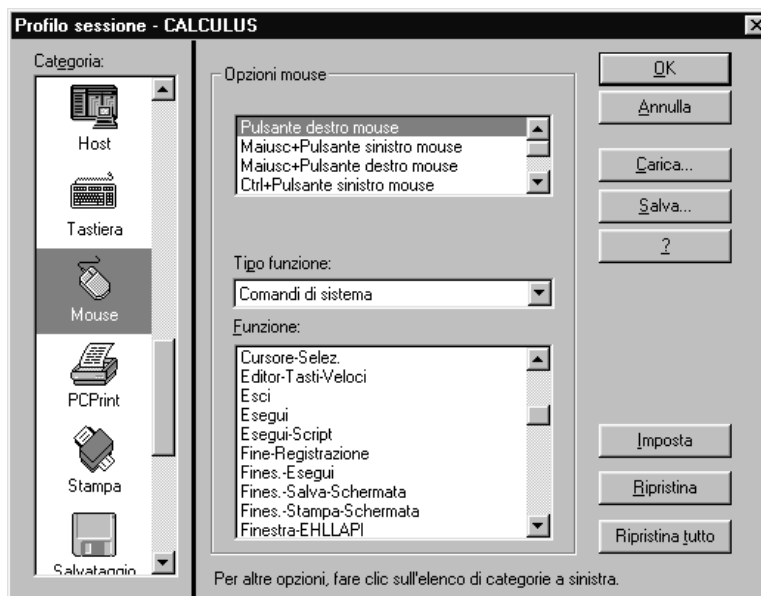 Profilo sessione - CALCULUS
Categoria:
Host
Tastiera
Mouse
PCPrint
Stampa
Salvataggio
Opzioni mouse
Pulsante destro mouse
Maiusc+Pulsante sinistro mouse
Maiusc+Pulsante destro mouse
Ctrl+Pulsante sinistro mouse
Tipo funzione:
Comandi di sistema
Funzione:
Cursore-Selez.
Editor-Tasti-Veloci
Esci
Esegui
Esegui-Script
Fine-Registrazione
Fines.-Esegui
Fines.-Salva-Schermata
Fines.-Stampa-Schermata
Finestra-EHLLAPI
OK
Annulla
Carica...
Salva...
?
Imposta
Ripristina
Ripristina tutto
Per altre opzioni, fare clic sull'elenco di categorie a sinistra.